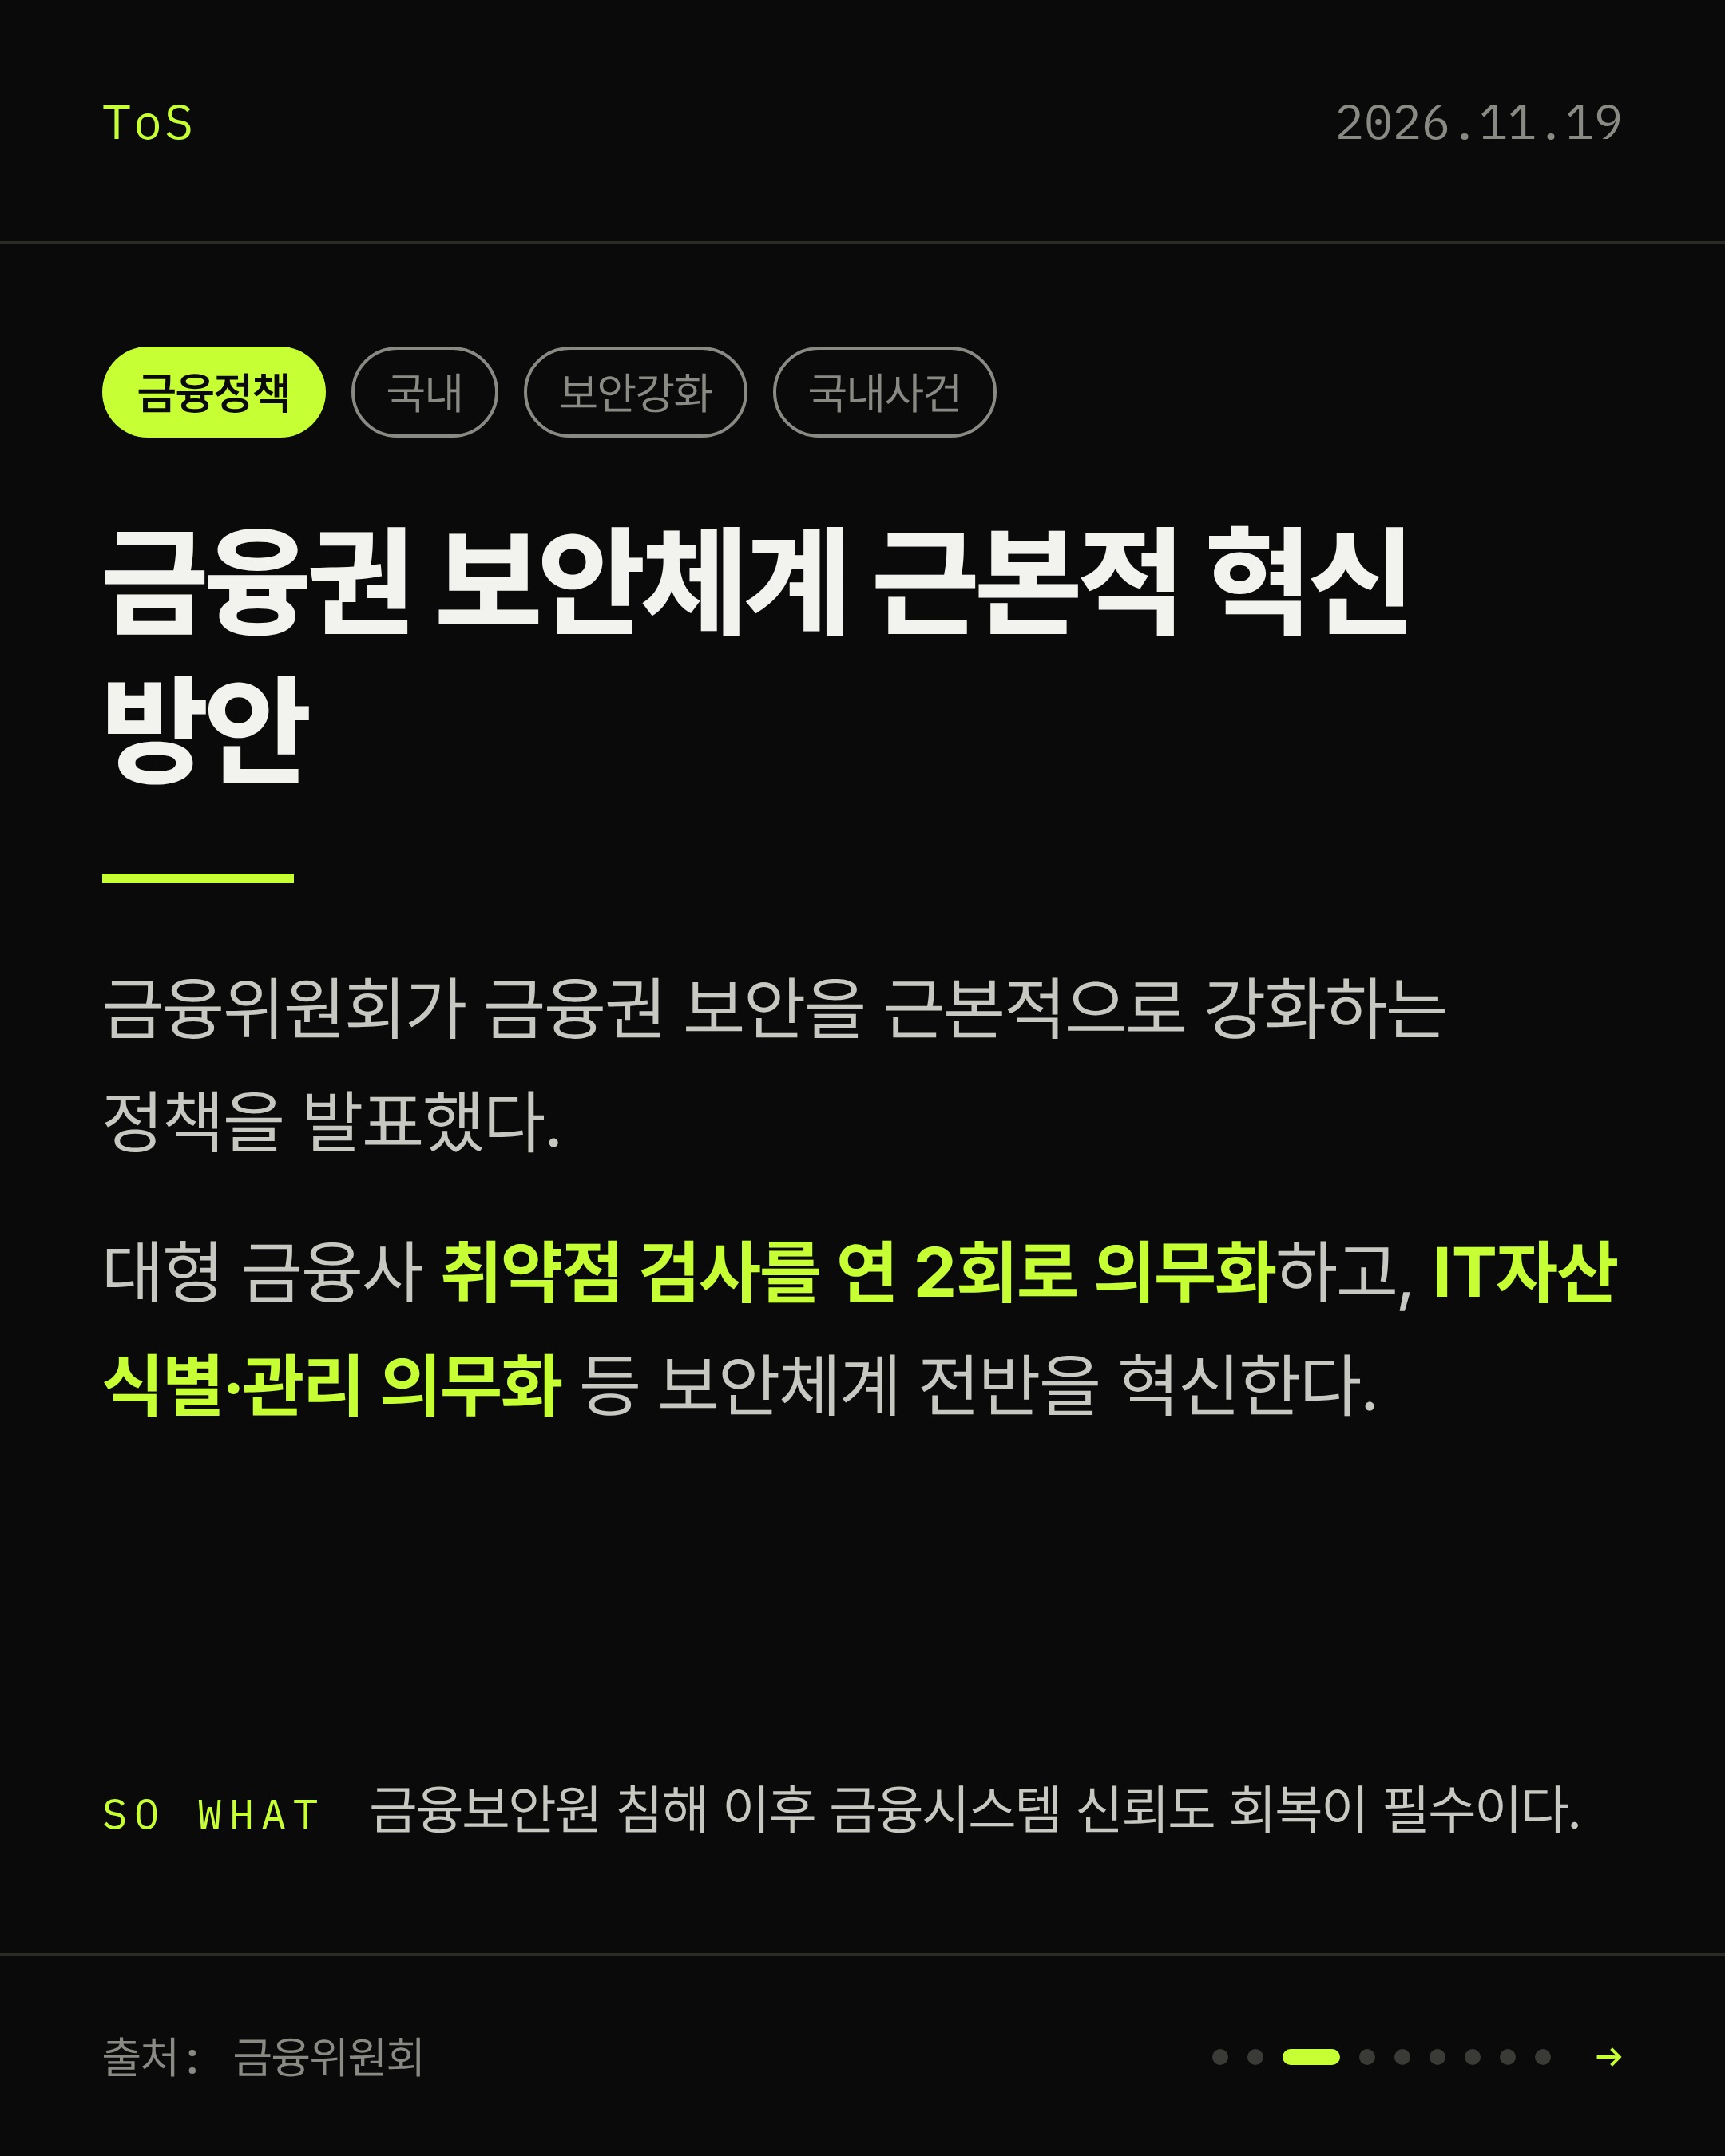 ToS
2026.11.19
금융정책
국내
보안강화
국내사건
금융권 보안체계 근본적 혁신
방안
금융위원회가 금융권 보안을 근본적으로 강화하는
정책을 발표했다.
대형 금융사 취약점 검사를 연 2회로 의무화하고, IT자산
식별·관리 의무화 등 보안체계 전반을 혁신한다.
SO WHAT 금융보안원 침해 이후 금융시스템 신뢰도 회복이 필수이다.
출처: 금융위원회
→